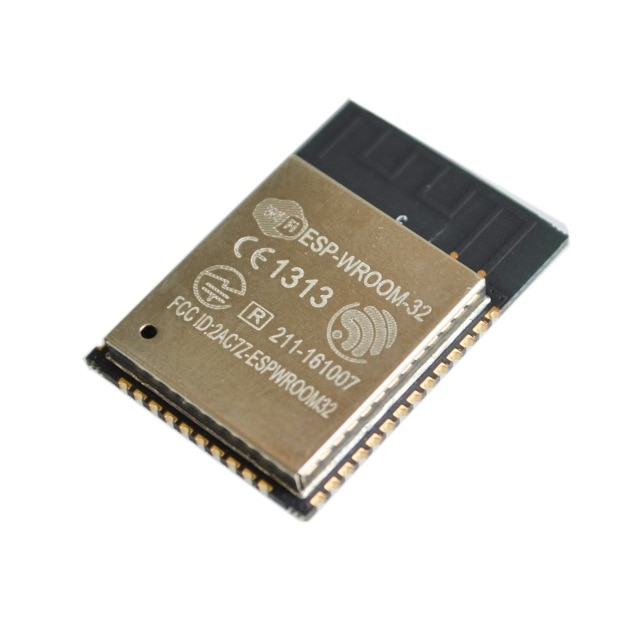 ESP-WROOM-32
CE1313
R 211-161007
FCC ID:2AC7Z-ESPWROOM32
C